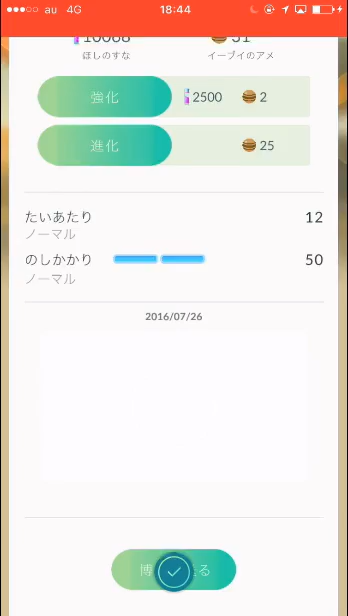 au 4G 18:44
ほしのすな イーブイのアメ
強化 2500 2
進化 25
たいあたり 12
ノーマル
のしかかり 50
ノーマル
2016/07/26
博 る